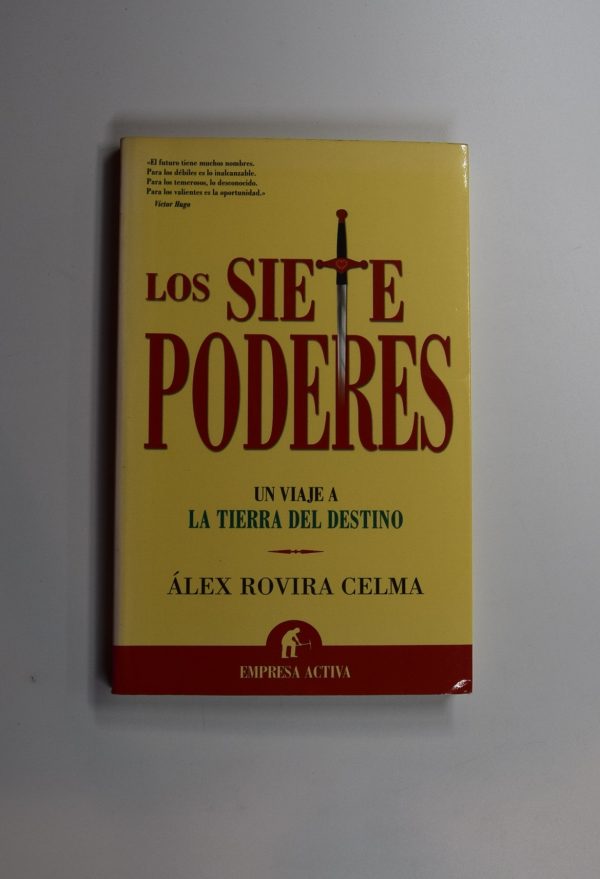 «El futuro tiene muchos nombres.
Para los débiles es lo inalcanzable.
Para los temerosos, lo desconocido.
Para los valientes es la oportunidad.»
Victor Hugo
LOS SIETE
PODERES
UN VIAJE A
LA TIERRA DEL DESTINO
ÁLEX ROVIRA CELMA
EMPRESA ACTIVA